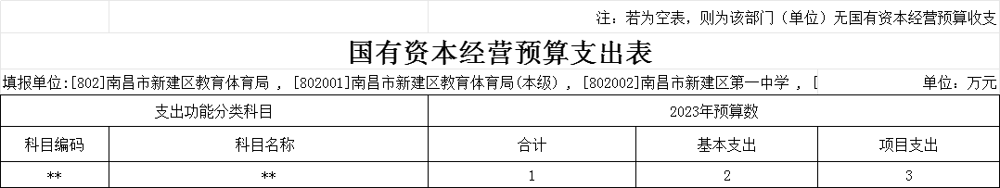 注：若为空表，则为该部门（单位）无国有资本经营预算收支
国有资本经营预算支出表
填报单位:[802]南昌市新建区教育体育局 , [802001]南昌市新建区教育体育局(本级) , [802002]南昌市新建区第一中学 , [ 单位：万元
支出功能分类科目 2023年预算数
科目编码 科目名称 合计 基本支出 项目支出
** ** 1 2 3